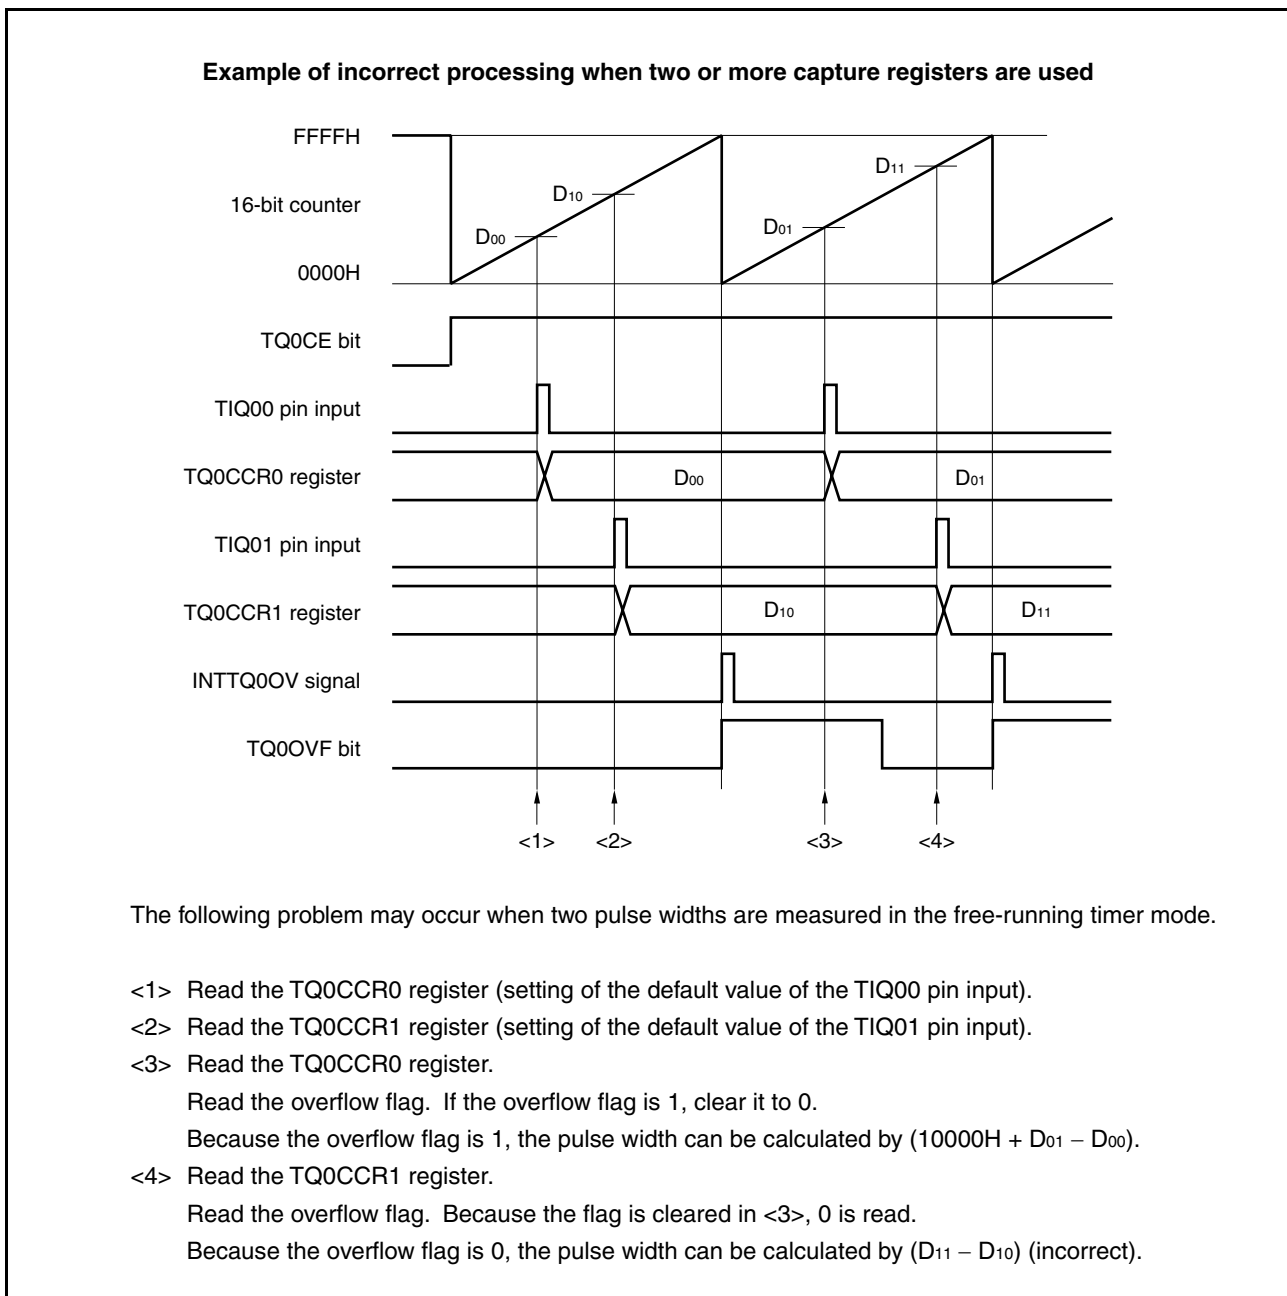 Example of incorrect processing when two or more capture registers are used
FFFFH
D11
D10
16-bit counter
D01
D00
0000H
TQ0CE bit
TIQ00 pin input
TQ0CCR0 register
D00
D01
TIQ01 pin input
TQ0CCR1 register
D10
D11
INTTQ0OV signal
TQ0OVF bit
<1> <2> <3> <4>
The following problem may occur when two pulse widths are measured in the free-running timer mode.
<1> Read the TQ0CCR0 register (setting of the default value of the TIQ00 pin input).
<2> Read the TQ0CCR1 register (setting of the default value of the TIQ01 pin input).
<3> Read the TQ0CCR0 register.
Read the overflow flag. If the overflow flag is 1, clear it to 0.
Because the overflow flag is 1, the pulse width can be calculated by (10000H + D01 − D00).
<4> Read the TQ0CCR1 register.
Read the overflow flag. Because the flag is cleared in <3>, 0 is read.
Because the overflow flag is 0, the pulse width can be calculated by (D11 − D10) (incorrect).